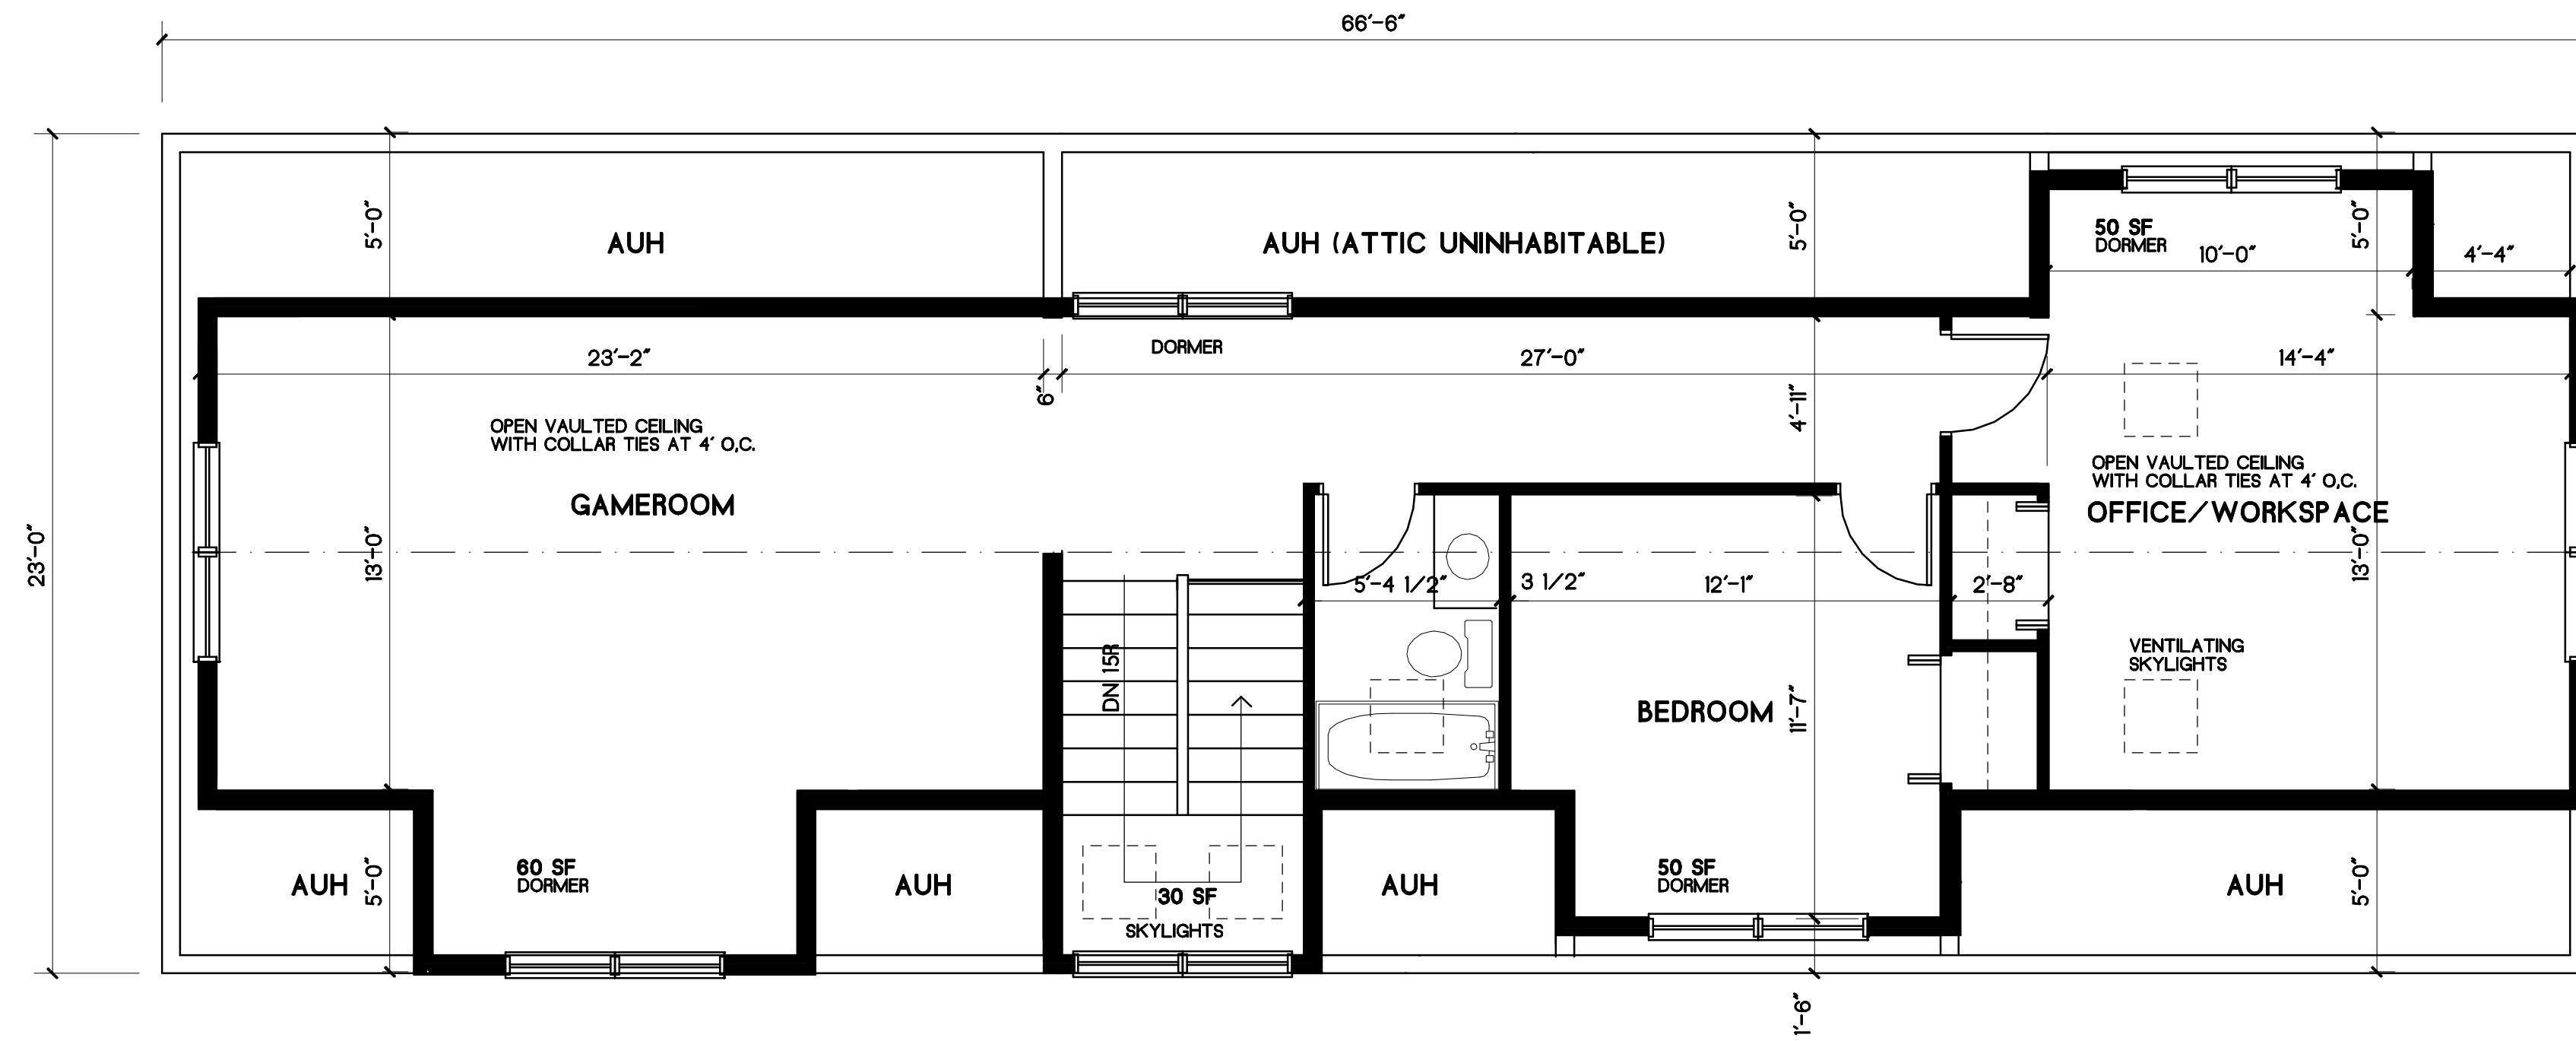 66'-6"
AUH
AUH (ATTIC UNINHABITABLE)
5'-0"
5'-0"
5'-0"
50 SF
DORMER
10'-0"
4'-4"
DORMER
23'-2"
6"
27'-0"
14'-4"
4'-11"
OPEN VAULTED CEILING
WITH COLLAR TIES AT 4' O,C.
GAMEROOM
OPEN VAULTED CEILING
WITH COLLAR TIES AT 4' O,C.
OFFICE/WORKSPACE
23'-0"
13'-0"
13'-0"
5'-4 1/2"
3 1/2"
12'-1"
2'-8"
DN 15R
VENTILATING
SKYLIGHTS
BEDROOM
11'-7"
AUH
5'-0"
60 SF
DORMER
AUH
30 SF
SKYLIGHTS
AUH
50 SF
DORMER
5'-0"
AUH
1'-6"